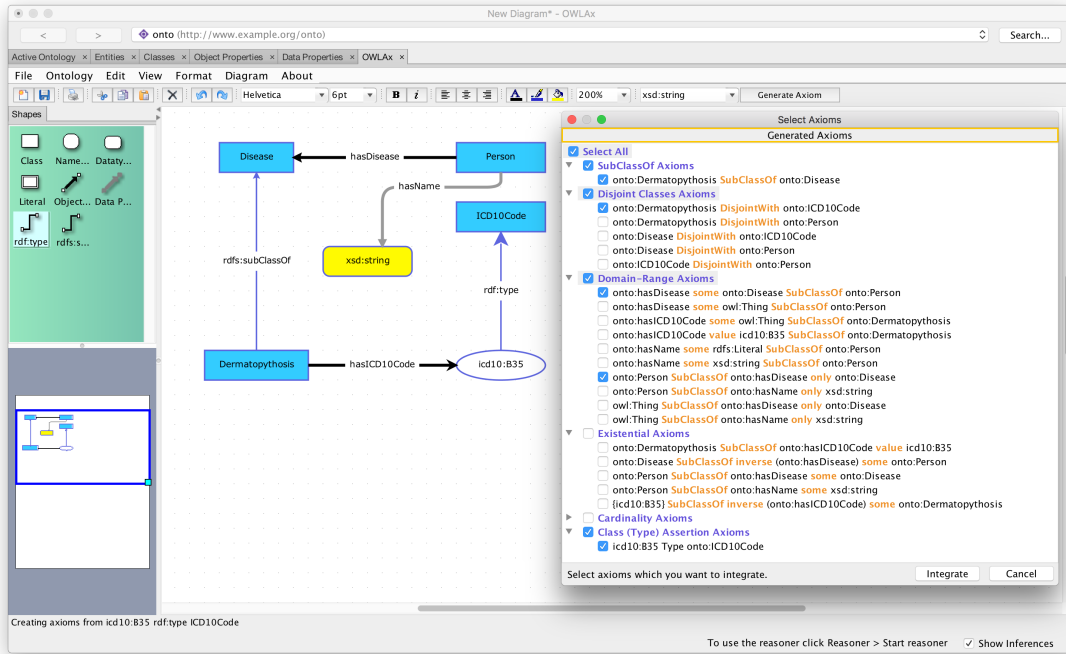 New Diagram* - OWLAx
< > onto (http://www.example.org/onto) Search...
Active Ontology × Entities × Classes × Object Properties × Data Properties × OWLAx ×
File Ontology Edit View Format Diagram About
Helvetica 6pt B i A 200% xsd:string Generate Axiom
Shapes
Class Name... Dataty...
Literal Object... Data P...
rdf:type rdfs:s...
Disease hasDisease Person
hasName
ICD10Code
rdfs:subClassOf xsd:string
rdf:type
Dermatopythosis hasICD10Code icd10:B35
Select Axioms
Generated Axioms
Select All
SubClassOf Axioms
onto:Dermatopythosis SubClassOf onto:Disease
Disjoint Classes Axioms
onto:Dermatopythosis DisjointWith onto:ICD10Code
onto:Dermatopythosis DisjointWith onto:Person
onto:Disease DisjointWith onto:ICD10Code
onto:Disease DisjointWith onto:Person
onto:ICD10Code DisjointWith onto:Person
Domain-Range Axioms
onto:hasDisease some onto:Disease SubClassOf onto:Person
onto:hasDisease some owl:Thing SubClassOf onto:Person
onto:hasICD10Code some owl:Thing SubClassOf onto:Dermatopythosis
onto:hasICD10Code value icd10:B35 SubClassOf onto:Dermatopythosis
onto:hasName some rdfs:Literal SubClassOf onto:Person
onto:hasName some xsd:string SubClassOf onto:Person
onto:Person SubClassOf onto:hasDisease only onto:Disease
onto:Person SubClassOf onto:hasName only xsd:string
owl:Thing SubClassOf onto:hasDisease only onto:Disease
owl:Thing SubClassOf onto:hasName only xsd:string
Existential Axioms
onto:Dermatopythosis SubClassOf onto:hasICD10Code value icd10:B35
onto:Disease SubClassOf inverse (onto:hasDisease) some onto:Person
onto:Person SubClassOf onto:hasDisease some onto:Disease
onto:Person SubClassOf onto:hasName some xsd:string
{icd10:B35} SubClassOf inverse (onto:hasICD10Code) some onto:Dermatopythosis
Cardinality Axioms
Class (Type) Assertion Axioms
icd10:B35 Type onto:ICD10Code
Select axioms which you want to integrate. Integrate Cancel
Creating axioms from icd10:B35 rdf:type ICD10Code
To use the reasoner click Reasoner > Start reasoner Show Inferences